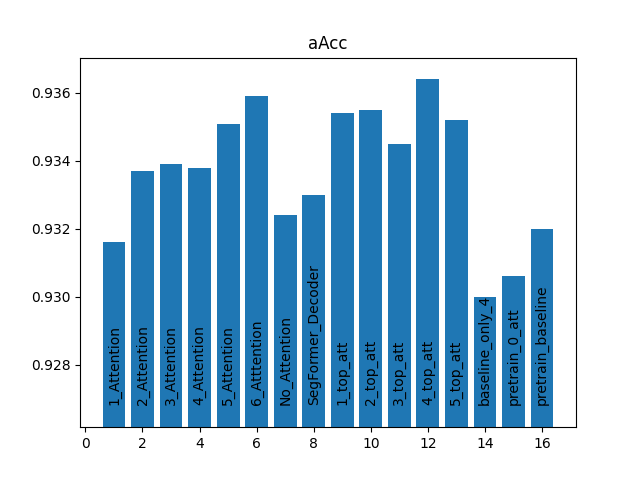 aAcc
0.936
0.934
0.932
0.930
0.928
1_Attention
2_Attention
3_Attention
4_Attention
5_Attention
6_Atttention
No_Attention
SegFormer_Decoder
1_top_att
2_top_att
3_top_att
4_top_att
5_top_att
baseline_only_4
pretrain_0_att
pretrain_baseline
0 2 4 6 8 10 12 14 16